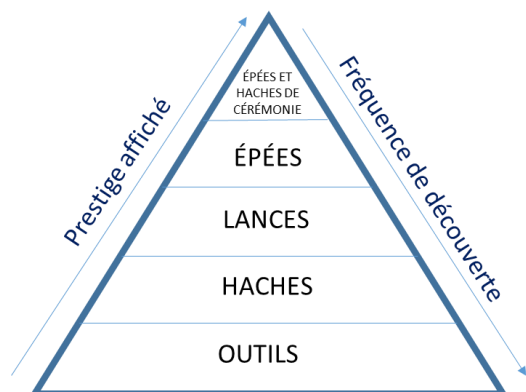 ÉPÉES ET
HACHES DE
CÉRÉMONIE
ÉPÉES
LANCES
HACHES
OUTILS
Prestige affiché
Fréquence de découverte